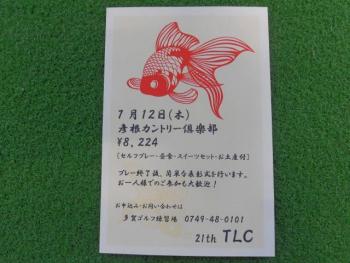 7月12日(木)
彦根カントリー倶楽部
¥8,224
[セルフプレー・昼食・スイーツセット・お土産付]
プレー終了後、簡単な表彰式を行います。
お一人様でのご参加も大歓迎！
お申込み・お問い合わせは
多賀ゴルフ練習場 0749-48-0101
21th TLC